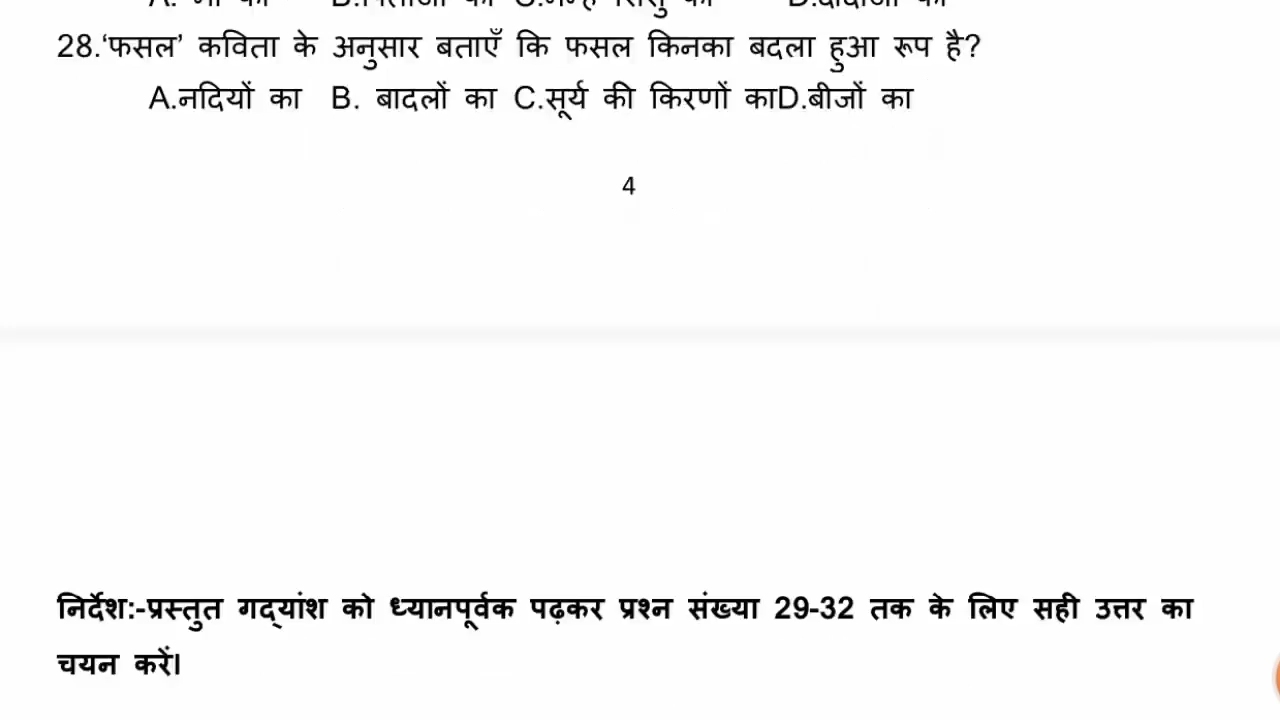 28.‘फसल’ कविता के अनुसार बताएँ कि फसल किनका बदला हुआ रूप है?
A.नदियों का B. बादलों का C.सूर्य की किरणों काD.बीजों का
4
निर्देश:-प्रस्तुत गद्यांश को ध्यानपूर्वक पढ़कर प्रश्न संख्या 29-32 तक के लिए सही उत्तर का
चयन करें।